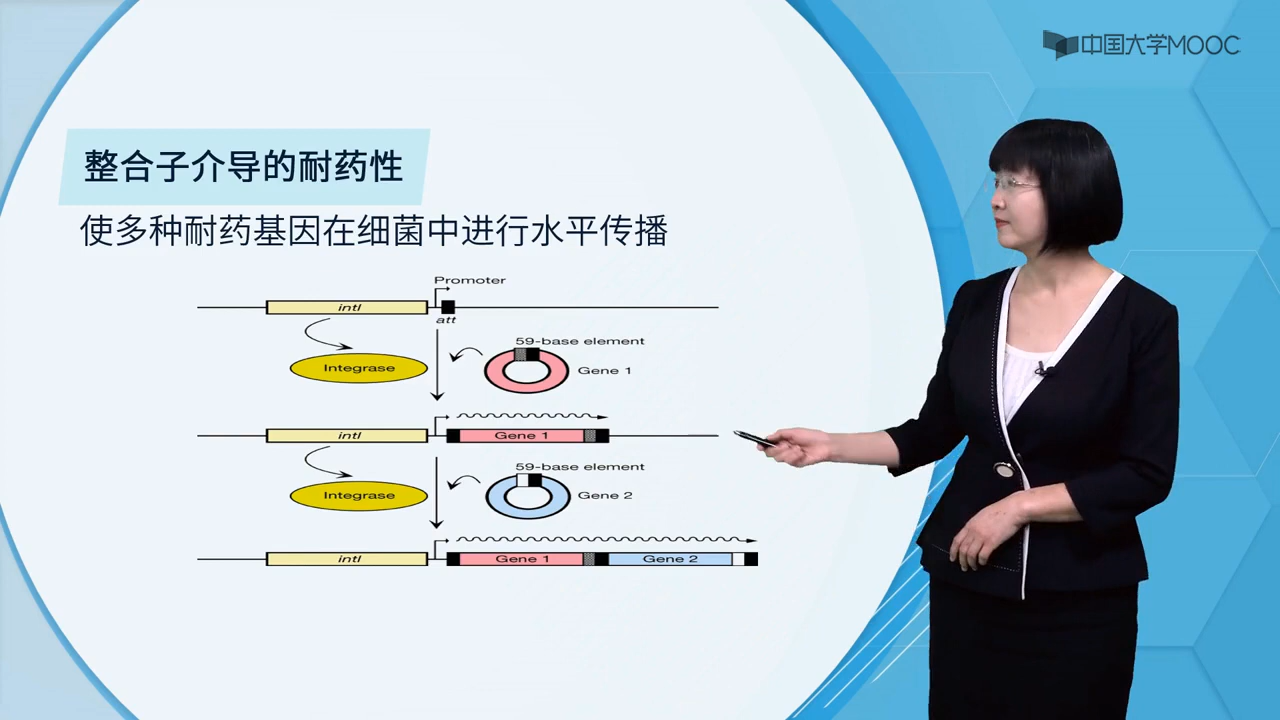 中国大学MOOC
整合子介导的耐药性
使多种耐药基因在细菌中进行水平传播
Promoter
intI
att
59-base element
Integrase
Gene 1
intI
Gene 1
59-base element
Integrase
Gene 2
intI
Gene 1
Gene 2